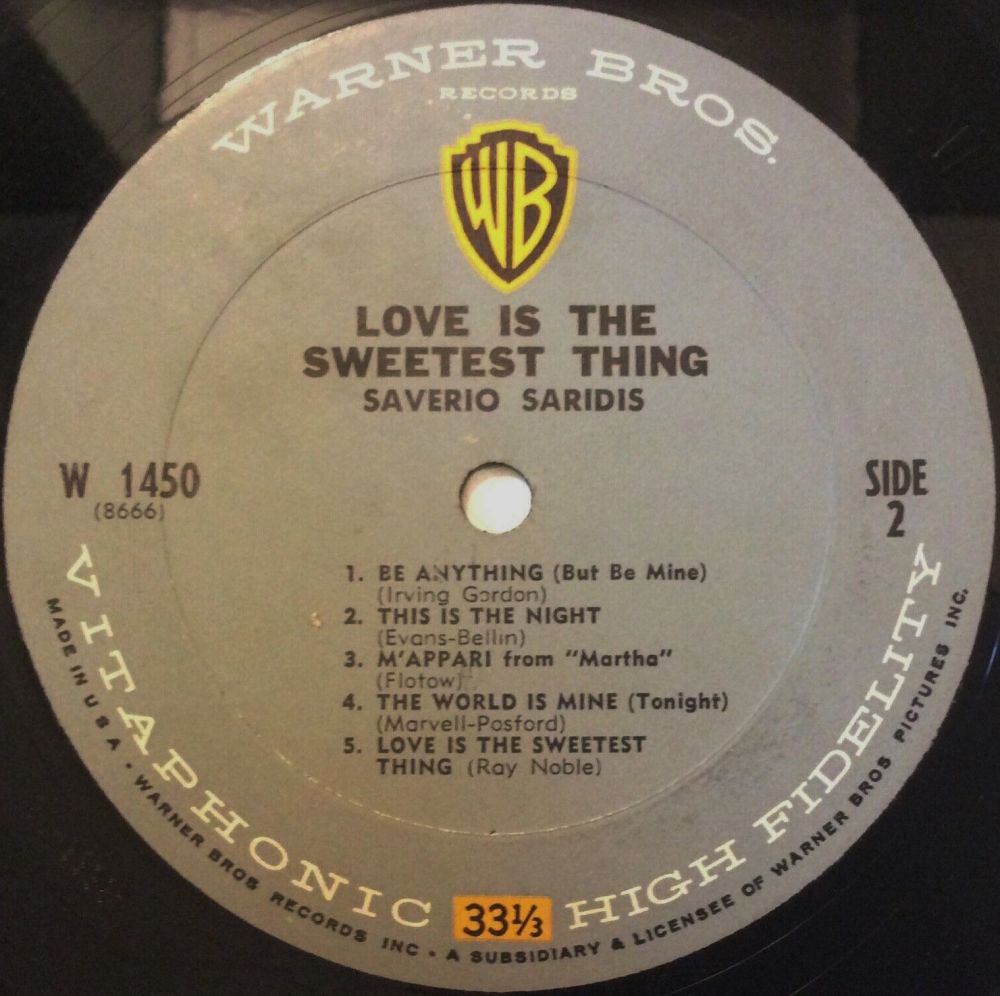 WARNER BROS.
RECORDS
WB
LOVE IS THE
SWEETEST THING
SAVERIO SARIDIS
W 1450
(8666)
SIDE
2
1. BE ANYTHING (But Be Mine)
(Irving Gordon)
2. THIS IS THE NIGHT
(Evans-Bellin)
3. M'APPARI from "Martha"
(Flotow)
4. THE WORLD IS MINE (Tonight)
(Marvell-Posford)
5. LOVE IS THE SWEETEST
THING (Ray Noble)
VITAPHONIC 33⅓ HIGH FIDELITY
MADE IN U S A • WARNER BROS RECORDS INC • A SUBSIDIARY & LICENSEE OF WARNER BROS PICTURES INC.